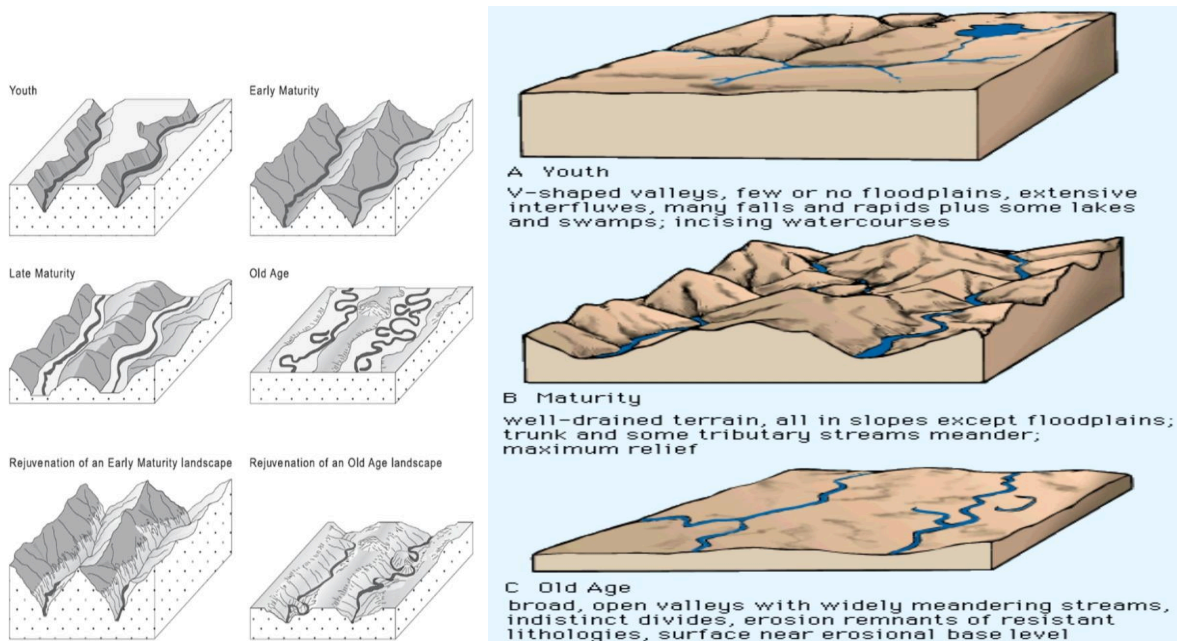 Youth
Early Maturity
Late Maturity
Old Age
Rejuvenation of an Early Maturity landscape
Rejuvenation of an Old Age landscape
A Youth
V-shaped valleys, few or no floodplains, extensive
interfluves, many falls and rapids plus some lakes
and swamps; incising watercourses
B Maturity
well-drained terrain, all in slopes except floodplains;
trunk and some tributary streams meander;
maximum relief
C Old Age
broad, open valleys with widely meandering streams,
indistinct divides, erosion remnants of resistant
lithologies, surface near erosional base level